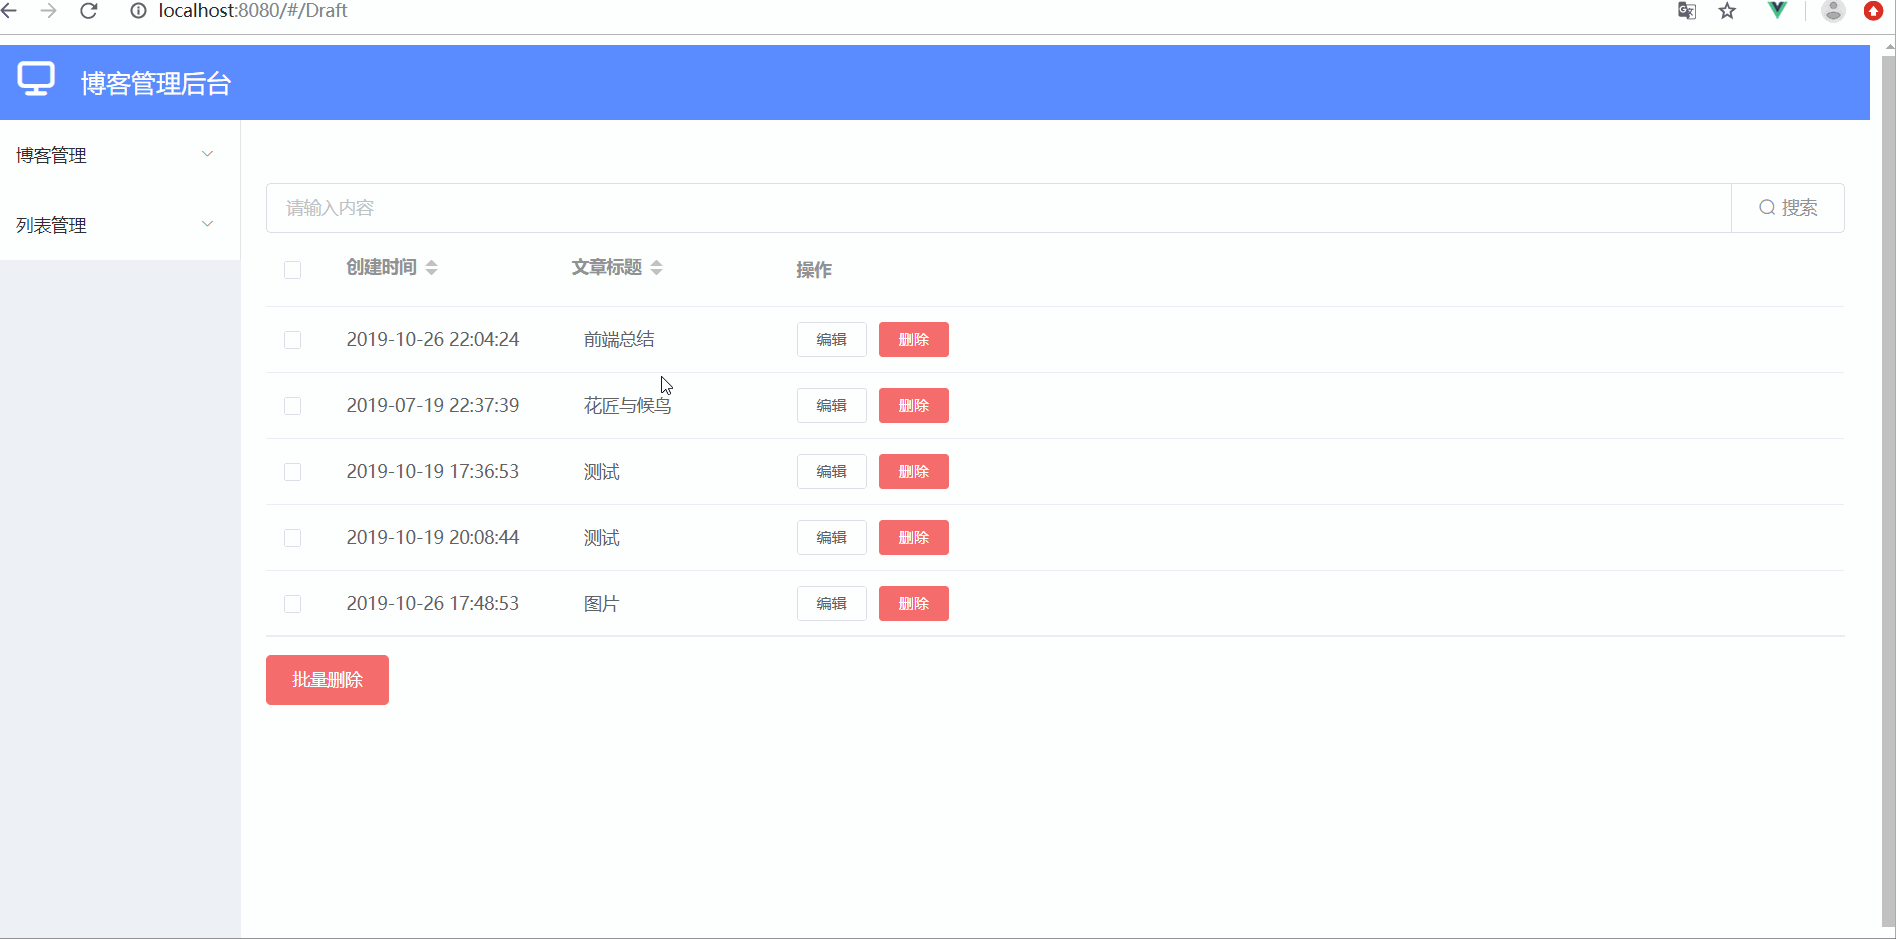 localhost:8080/#/Draft
博客管理后台
博客管理
列表管理
请输入内容
搜索
创建时间 文章标题 操作
2019-10-26 22:04:24 前端总结 编辑 删除
2019-07-19 22:37:39 花匠与候鸟 编辑 删除
2019-10-19 17:36:53 测试 编辑 删除
2019-10-19 20:08:44 测试 编辑 删除
2019-10-26 17:48:53 图片 编辑 删除
批量删除